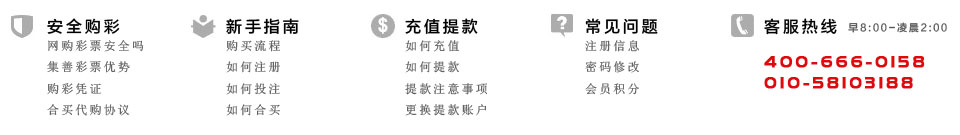 安全购彩
网购彩票安全吗
集善彩票优势
购彩凭证
合买代购协议
新手指南
购买流程
如何注册
如何投注
如何合买
充值提款
如何充值
如何提款
提款注意事项
更换提款账户
常见问题
注册信息
密码修改
会员积分
客服热线 早8:00-凌晨2:00
400-666-0158
010-58103188